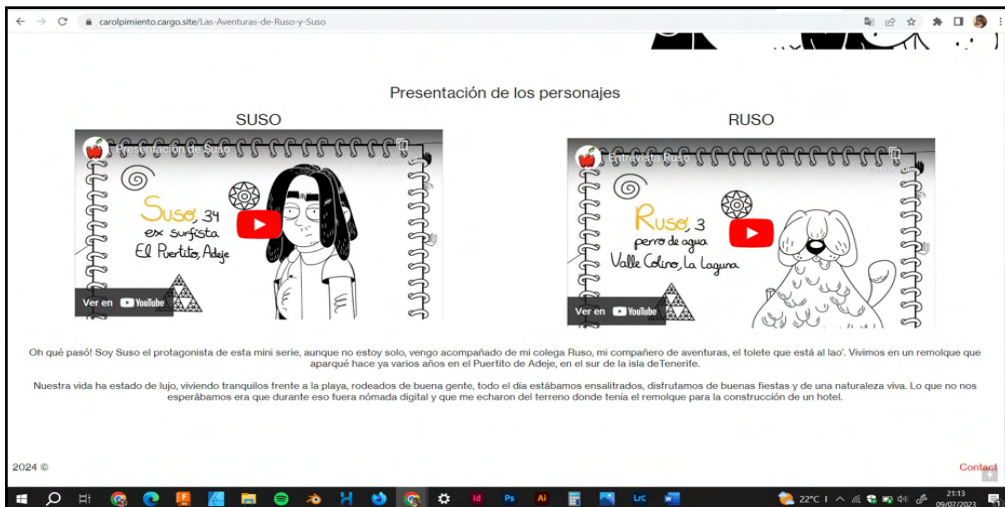 carolpimiento.cargo.site/Las-Aventuras-de-Ruso-y-Suso
Presentación de los personajes
SUSO
Presentación de Suso
Suso, 34
ex surfista
El Puertito, Adeje
Ver en YouTube
RUSO
Entrevista Ruso
Ruso, 3
perro de agua
Valle Colino, La Laguna
Ver en YouTube
Oh qué pasó! Soy Suso el protagonista de esta mini serie, aunque no estoy solo, vengo acompañado de mi colega Ruso, mi compañero de aventuras, el tolete que está al lao'. Vivimos en un remolque que
aparqué hace ya varios años en el Puertito de Adeje, en el sur de la isla deTenerife.
Nuestra vida ha estado de lujo, viviendo tranquilos frente a la playa, rodeados de buena gente, todo el día estábamos ensalitrados, disfrutamos de buenas fiestas y de una naturaleza viva. Lo que no nos
esperábamos era que durante eso fuera nómada digital y que me echaron del terreno donde tenía el remolque para la construcción de un hotel.
2024 ©
Contact
Id
Ps
Ai
Lrc
22°C
21:13
09/07/2023